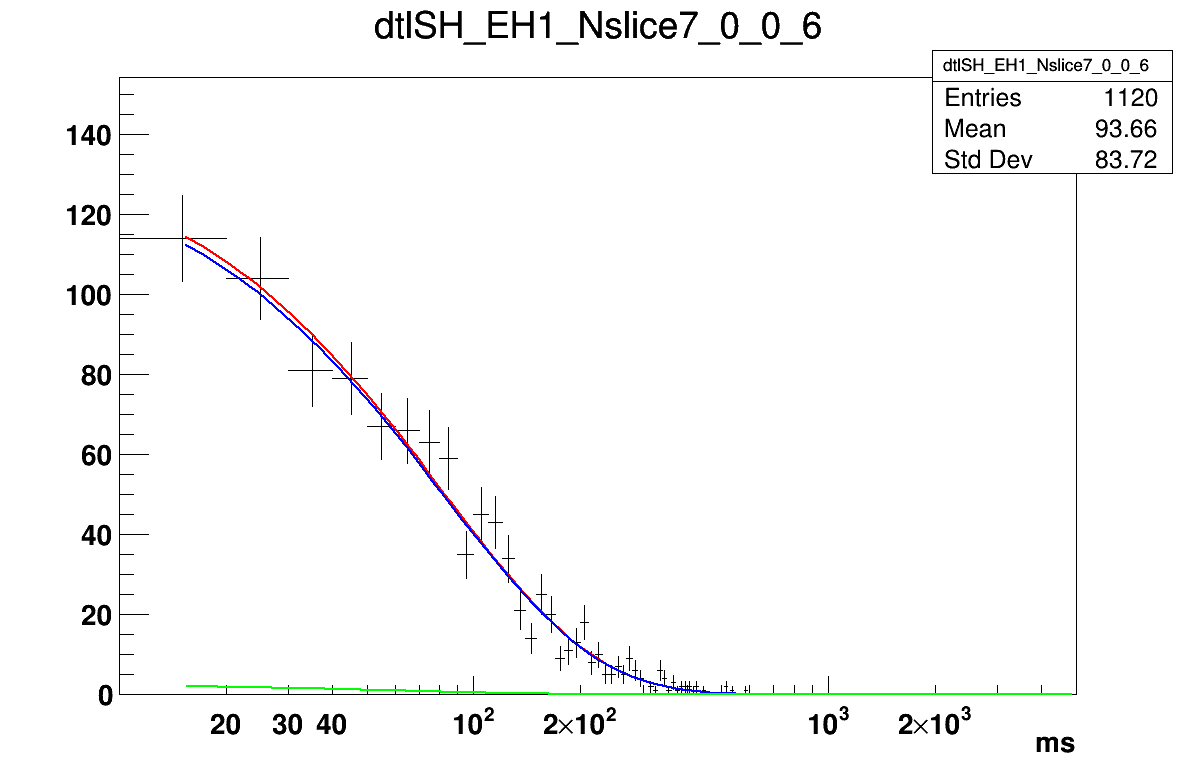 dtlSH_EH1_Nslice7_0_0_6
dtlSH_EH1_Nslice7_0_0_6
Entries 1120
Mean 93.66
Std Dev 83.72
140
120
100
80
60
40
20
0
20 30 40 10² 2×10² 10³ 2×10³
ms